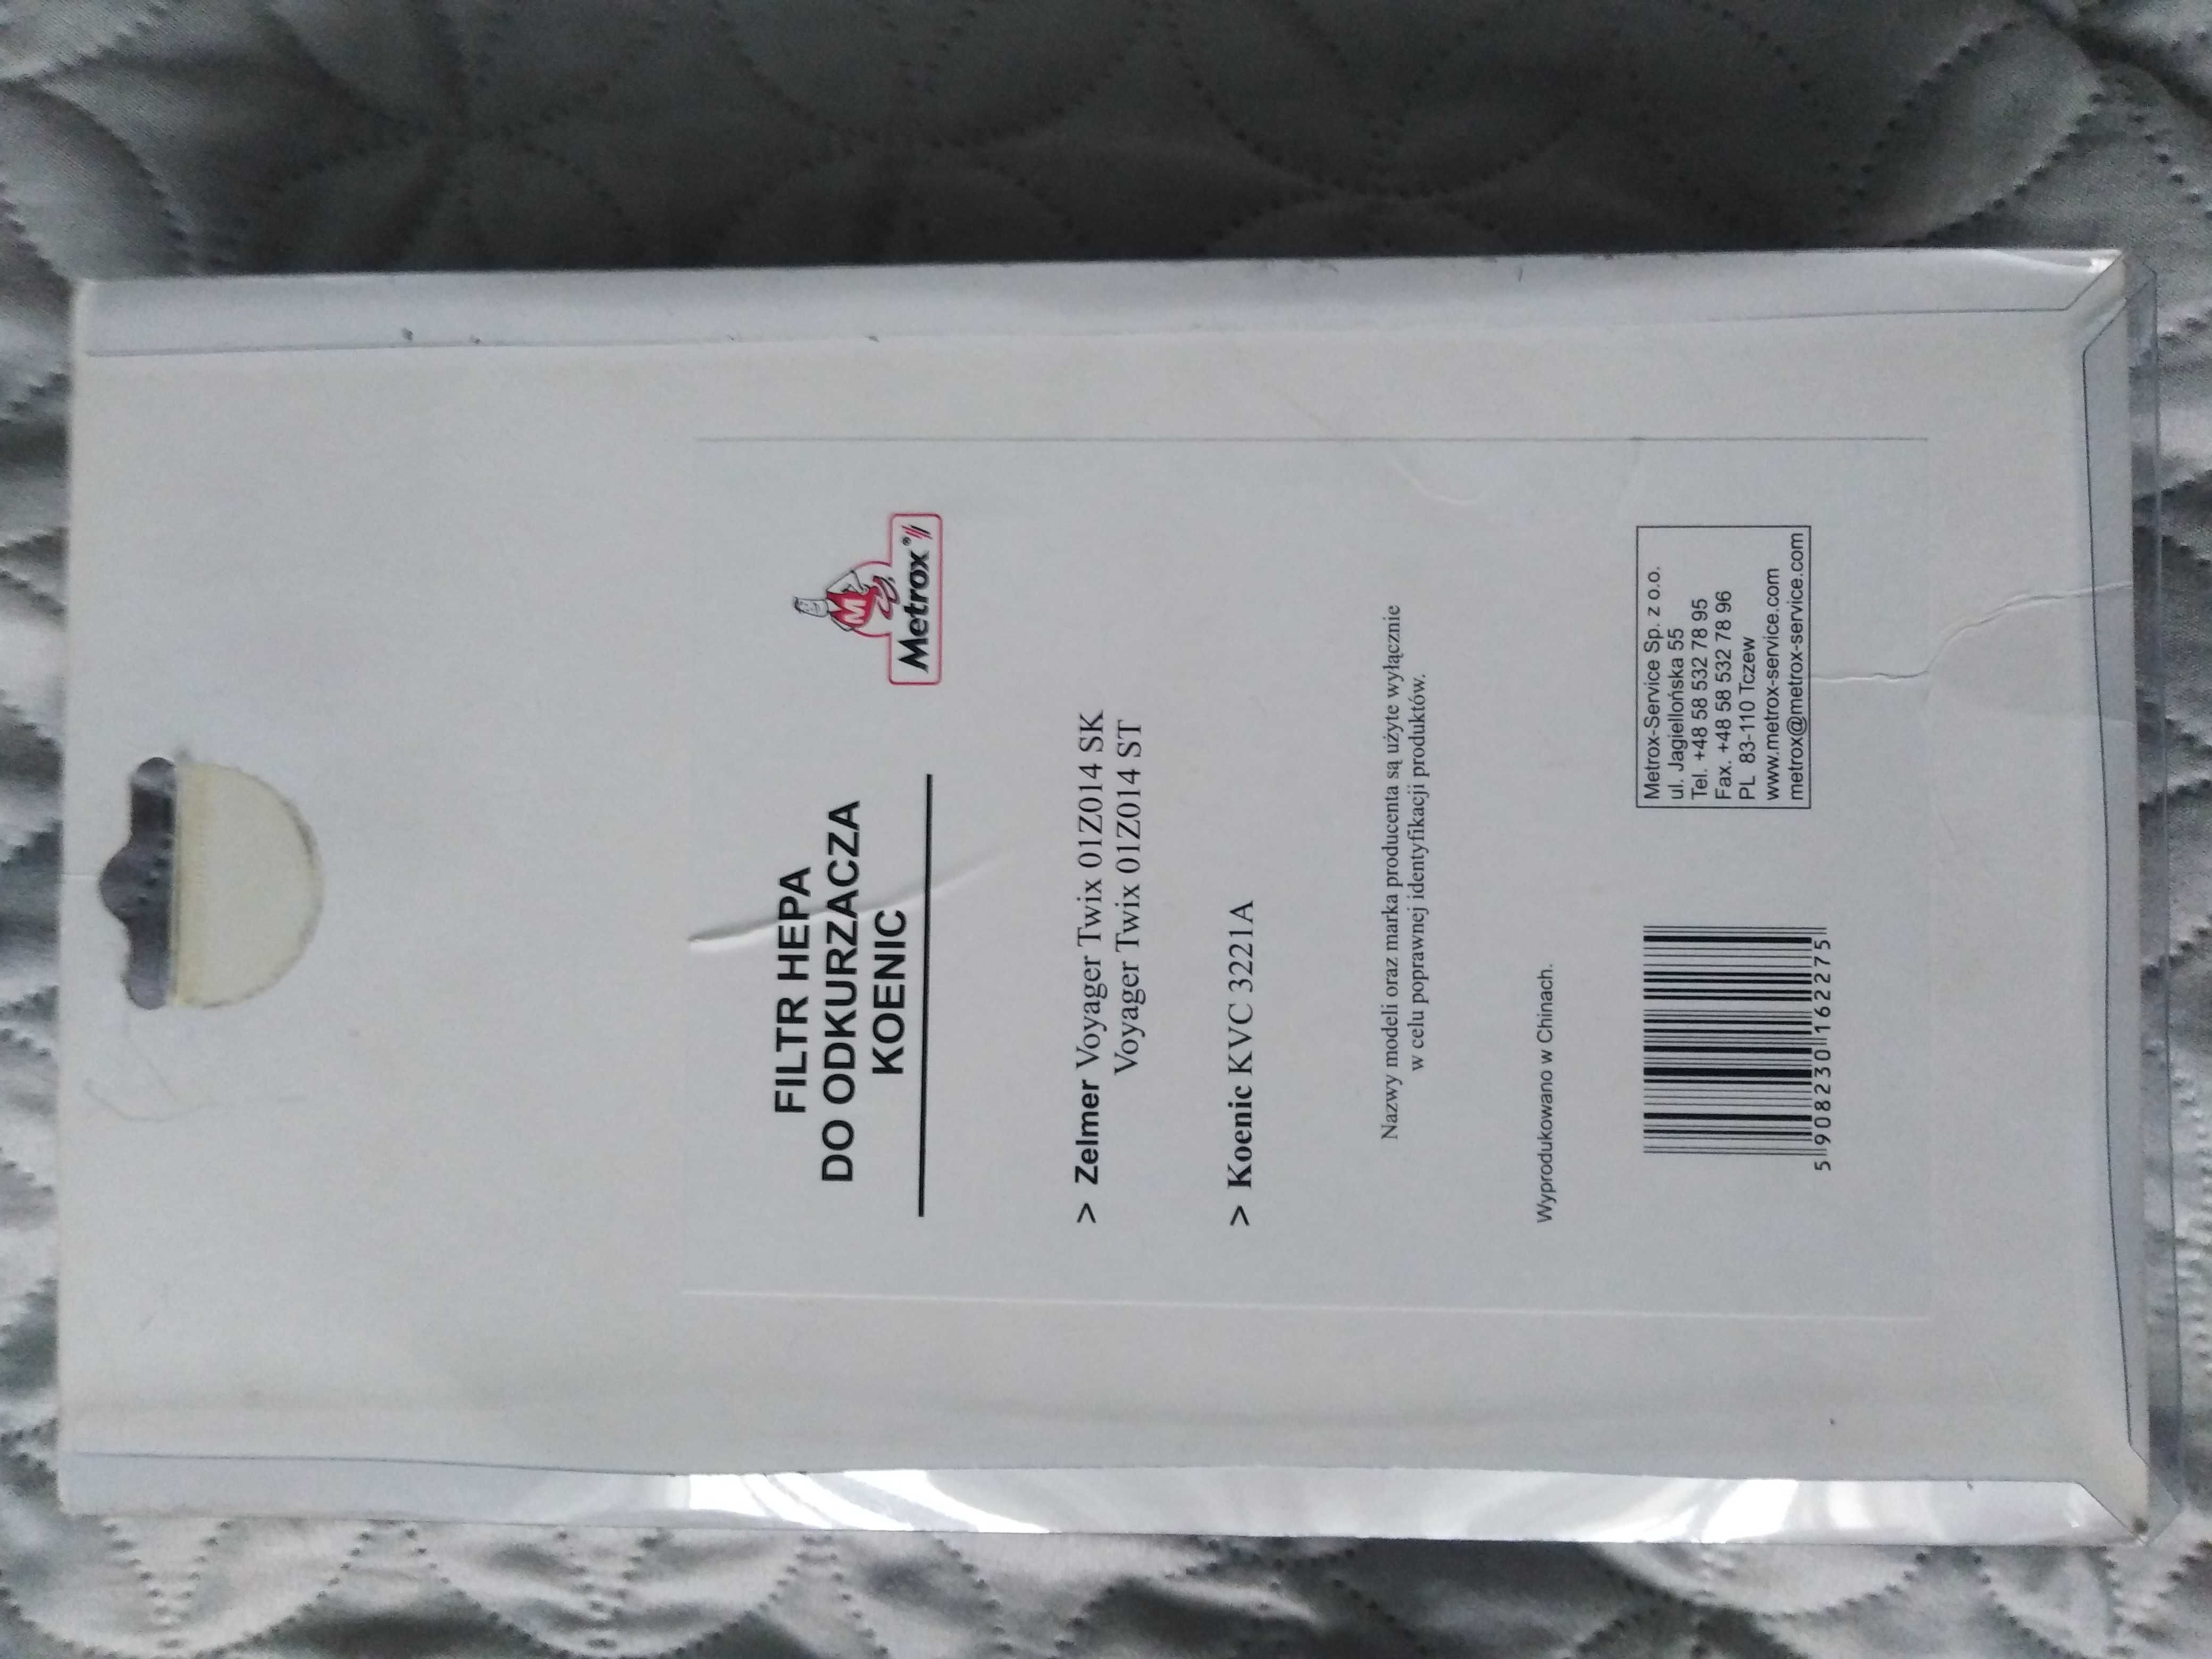 FILTR HEPA
DO ODKURZACZA
KOENIC
M
Metrox®
> Zelmer Voyager Twix 01Z014 SK
Voyager Twix 01Z014 ST
> Koenic KVC 3221A
Nazwy modeli oraz marka producenta są użyte wyłącznie
w celu poprawnej identyfikacji produktów.
Wyprodukowano w Chinach.
5 908230 162275
Metrox-Service Sp. z o.o.
ul. Jagiellońska 55
Tel. +48 58 532 78 95
Fax. +48 58 532 78 96
PL 83-110 Tczew
www.metrox-service.com
metrox@metrox-service.com